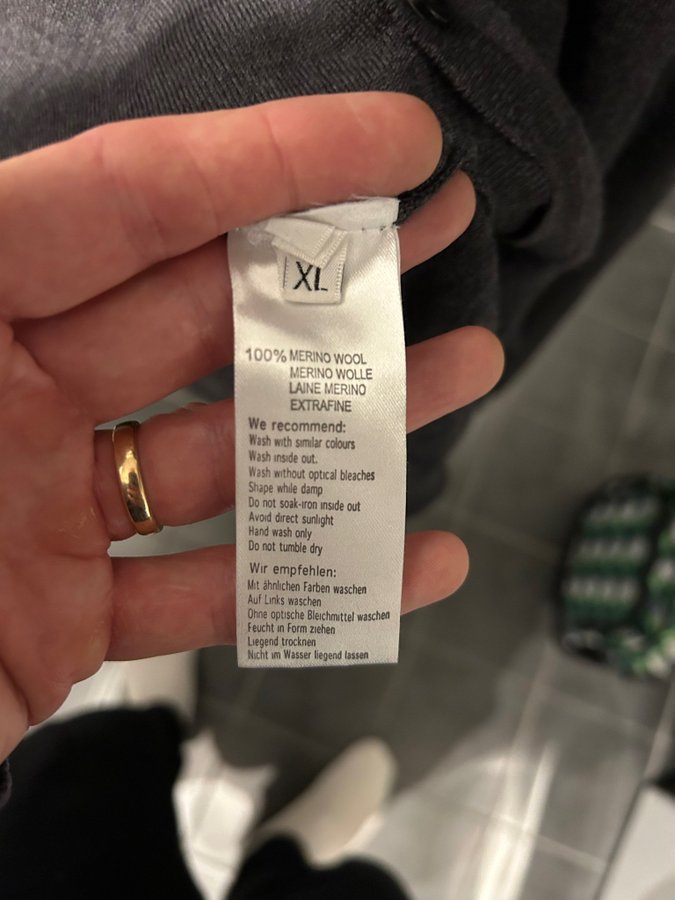 XL
100% MERINO WOOL
MERINO WOLLE
LAINE MERINO
EXTRAFINE
We recommend:
Wash with similar colours
Wash inside out.
Wash without optical bleaches
Shape while damp
Do not soak-iron inside out
Avoid direct sunlight
Hand wash only
Do not tumble dry
Wir empfehlen:
Mit ähnlichen Farben waschen
Auf Links waschen
Ohne optische Bleichmittel waschen
Feucht in Form ziehen
Liegend trocknen
Nicht im Wasser liegend lassen